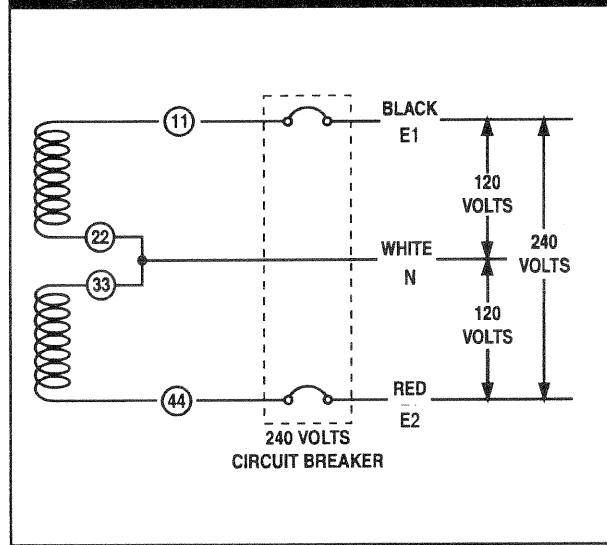 11
BLACK
E1
120
VOLTS
22
WHITE
N
240
VOLTS
33
120
VOLTS
44
RED
E2
240 VOLTS
CIRCUIT BREAKER